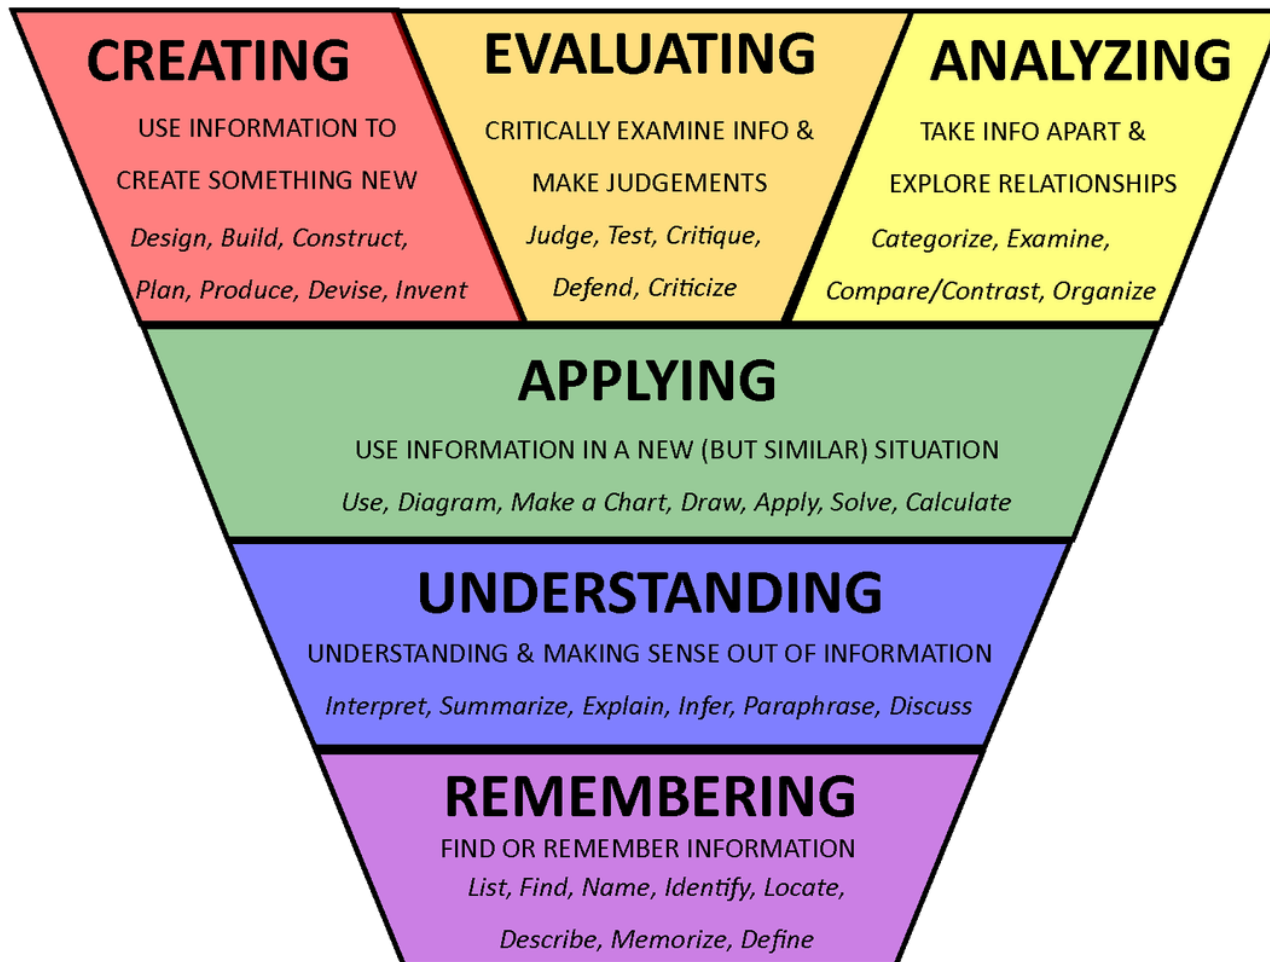 CREATING
USE INFORMATION TO
CREATE SOMETHING NEW
Design, Build, Construct,
Plan, Produce, Devise, Invent
EVALUATING
CRITICALLY EXAMINE INFO &
MAKE JUDGEMENTS
Judge, Test, Critique,
Defend, Criticize
ANALYZING
TAKE INFO APART &
EXPLORE RELATIONSHIPS
Categorize, Examine,
Compare/Contrast, Organize
APPLYING
USE INFORMATION IN A NEW (BUT SIMILAR) SITUATION
Use, Diagram, Make a Chart, Draw, Apply, Solve, Calculate
UNDERSTANDING
UNDERSTANDING & MAKING SENSE OUT OF INFORMATION
Interpret, Summarize, Explain, Infer, Paraphrase, Discuss
REMEMBERING
FIND OR REMEMBER INFORMATION
List, Find, Name, Identify, Locate,
Describe, Memorize, Define